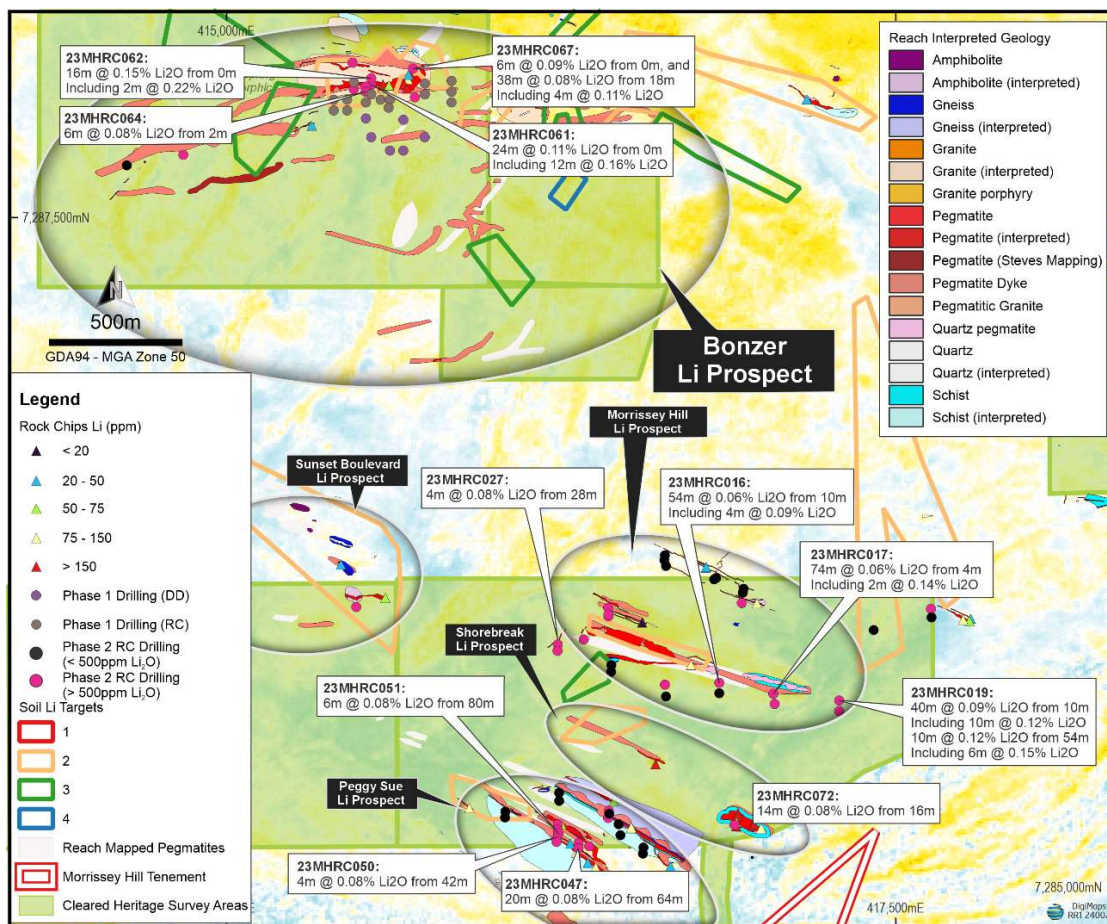 415,000mE
23MHRC062:
16m @ 0.15% Li2O from 0m
Including 2m @ 0.22% Li2O
23MHRC067:
6m @ 0.09% Li2O from 0m, and
38m @ 0.08% Li2O from 18m
Including 4m @ 0.11% Li2O
23MHRC064:
6m @ 0.08% Li2O from 2m
23MHRC061:
24m @ 0.11% Li2O from 0m
Including 12m @ 0.16% Li2O
7,287,500mN
N
500m
GDA94 - MGA Zone 50
Bonzer
Li Prospect
Reach Interpreted Geology
Amphibolite
Amphibolite (interpreted)
Gneiss
Gneiss (interpreted)
Granite
Granite (interpreted)
Granite porphyry
Pegmatite
Pegmatite (interpreted)
Pegmatite (Steves Mapping)
Pegmatite Dyke
Pegmatitic Granite
Quartz pegmatite
Quartz
Quartz (interpreted)
Schist
Schist (interpreted)
Legend
Rock Chips Li (ppm)
< 20
20 - 50
50 - 75
75 - 150
> 150
Phase 1 Drilling (DD)
Phase 1 Drilling (RC)
Phase 2 RC Drilling
(< 500ppm Li₂O)
Phase 2 RC Drilling
(> 500ppm Li₂O)
Soil Li Targets
1
2
3
4
Reach Mapped Pegmatites
Morrissey Hill Tenement
Cleared Heritage Survey Areas
Morrissey Hill
Li Prospect
Sunset Boulevard
Li Prospect
23MHRC027:
4m @ 0.08% Li2O from 28m
23MHRC016:
54m @ 0.06% Li2O from 10m
Including 4m @ 0.09% Li2O
23MHRC017:
74m @ 0.06% Li2O from 4m
Including 2m @ 0.14% Li2O
Shorebreak
Li Prospect
23MHRC051:
6m @ 0.08% Li2O from 80m
23MHRC019:
40m @ 0.09% Li2O from 10m
Including 10m @ 0.12% Li2O
10m @ 0.12% Li2O from 54m
Including 6m @ 0.15% Li2O
Peggy Sue
Li Prospect
23MHRC072:
14m @ 0.08% Li2O from 16m
23MHRC050:
4m @ 0.08% Li2O from 42m
23MHRC047:
20m @ 0.08% Li2O from 64m
7,285,000mN
417,500mE
DigiMaps